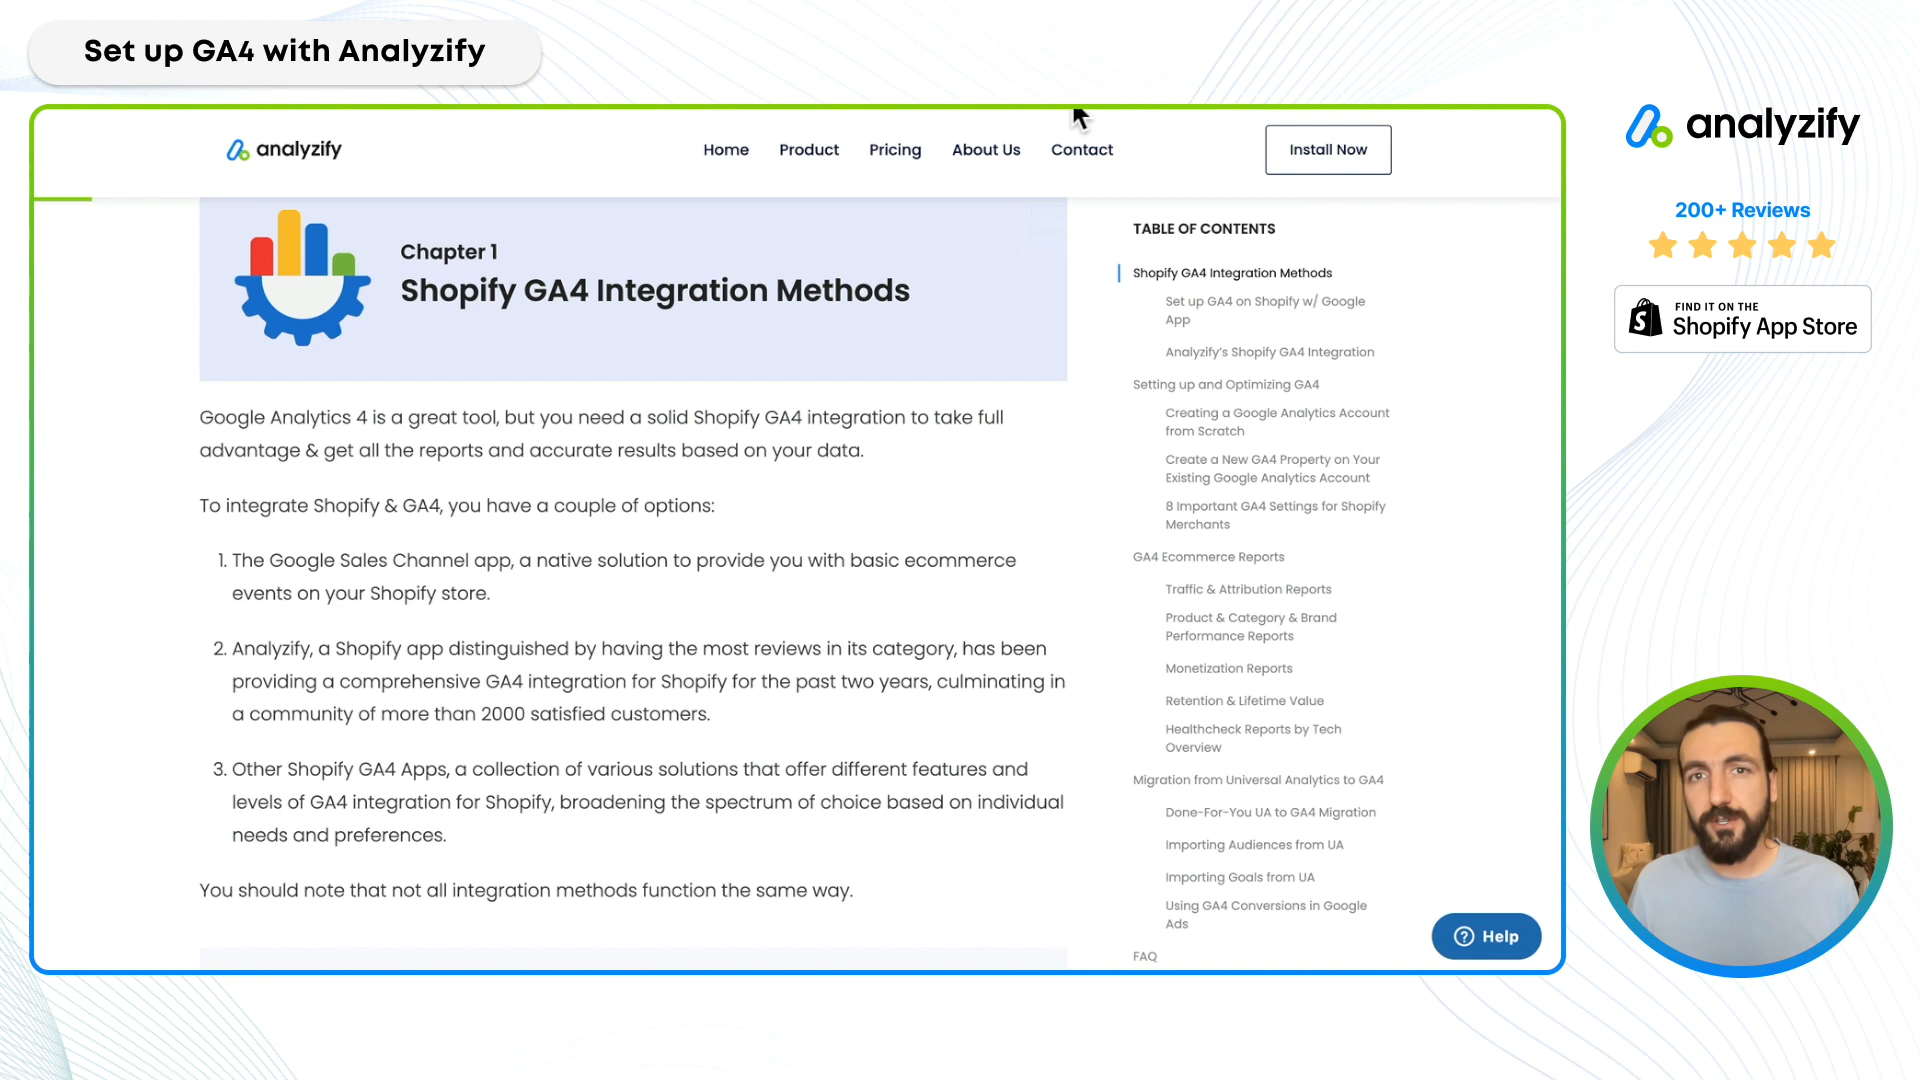 Set up GA4 with Analyzify
analyzify
Home
Product
Pricing
About Us
Contact
Install Now
Chapter 1
Shopify GA4 Integration Methods
Google Analytics 4 is a great tool, but you need a solid Shopify GA4 integration to take full
advantage & get all the reports and accurate results based on your data.
To integrate Shopify & GA4, you have a couple of options:
1. The Google Sales Channel app, a native solution to provide you with basic ecommerce
events on your Shopify store.
2. Analyzify, a Shopify app distinguished by having the most reviews in its category, has been
providing a comprehensive GA4 integration for Shopify for the past two years, culminating in
a community of more than 2000 satisfied customers.
3. Other Shopify GA4 Apps, a collection of various solutions that offer different features and
levels of GA4 integration for Shopify, broadening the spectrum of choice based on individual
needs and preferences.
You should note that not all integration methods function the same way.
TABLE OF CONTENTS
Shopify GA4 Integration Methods
Set up GA4 on Shopify w/ Google
App
Analyzify's Shopify GA4 Integration
Setting up and Optimizing GA4
Creating a Google Analytics Account
from Scratch
Create a New GA4 Property on Your
Existing Google Analytics Account
8 Important GA4 Settings for Shopify
Merchants
GA4 Ecommerce Reports
Traffic & Attribution Reports
Product & Category & Brand
Performance Reports
Monetization Reports
Retention & Lifetime Value
Healthcheck Reports by Tech
Overview
Migration from Universal Analytics to GA4
Done-For-You UA to GA4 Migration
Importing Audiences from UA
Importing Goals from UA
Using GA4 Conversions in Google
Ads
FAQ
Help
analyzify
200+ Reviews
FIND IT ON THE
Shopify App Store